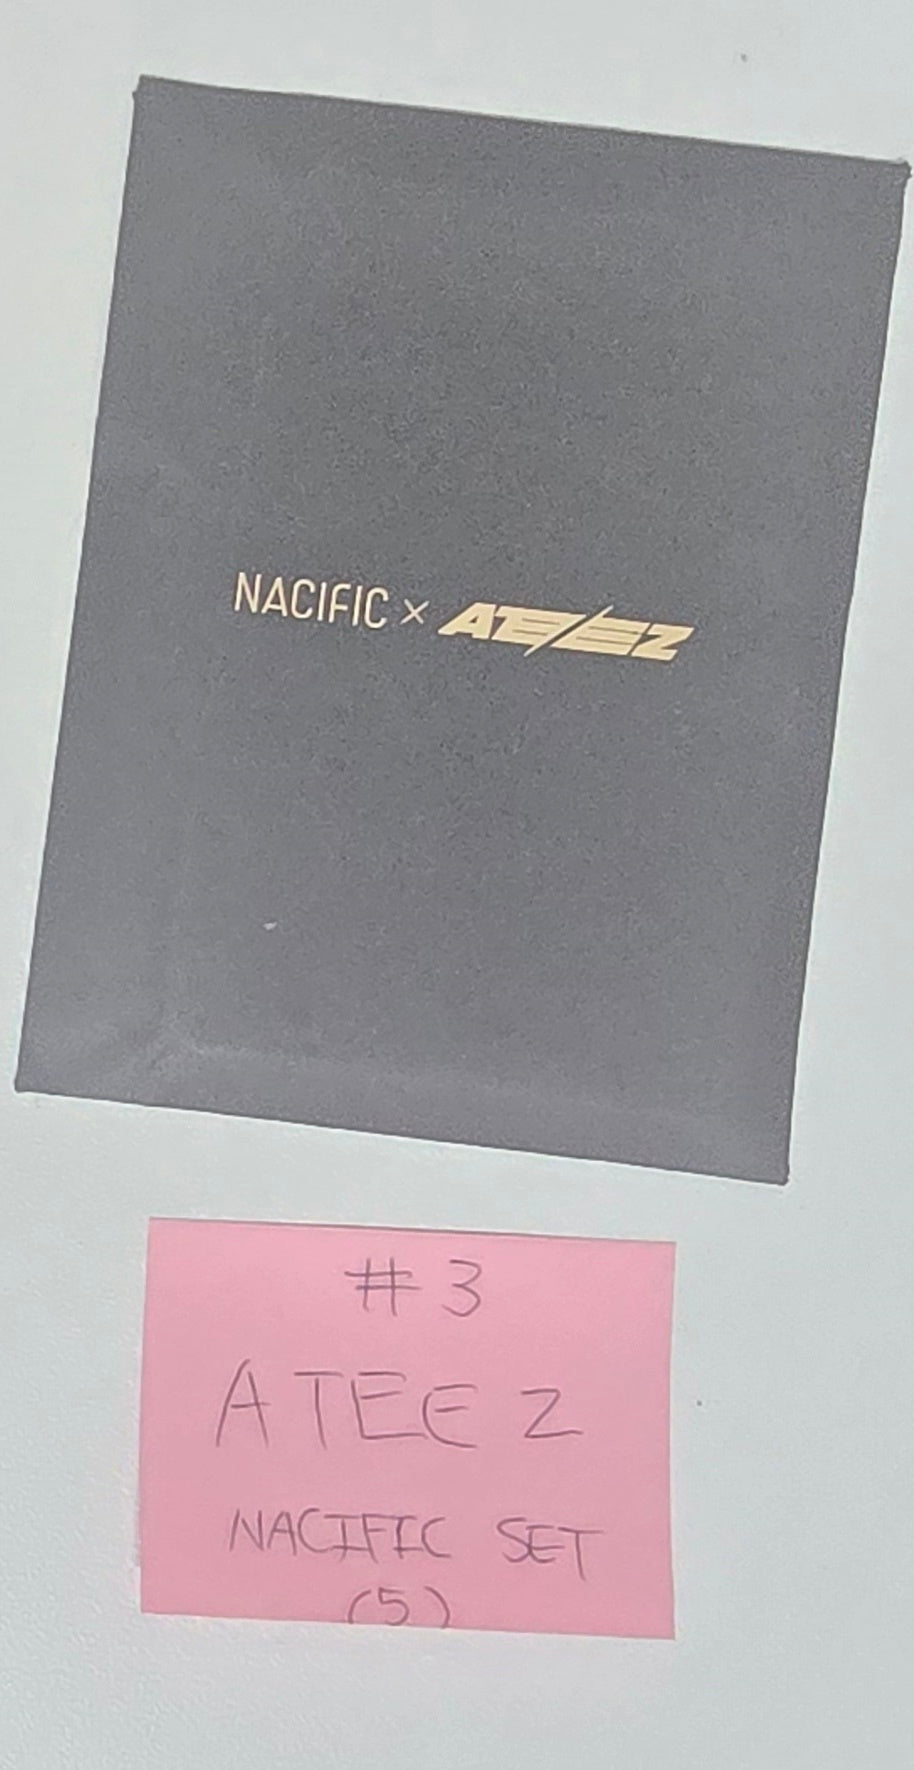 NACIFIC × ATEEZ
#3
ATEEZ
NACIFIC SET
(5)